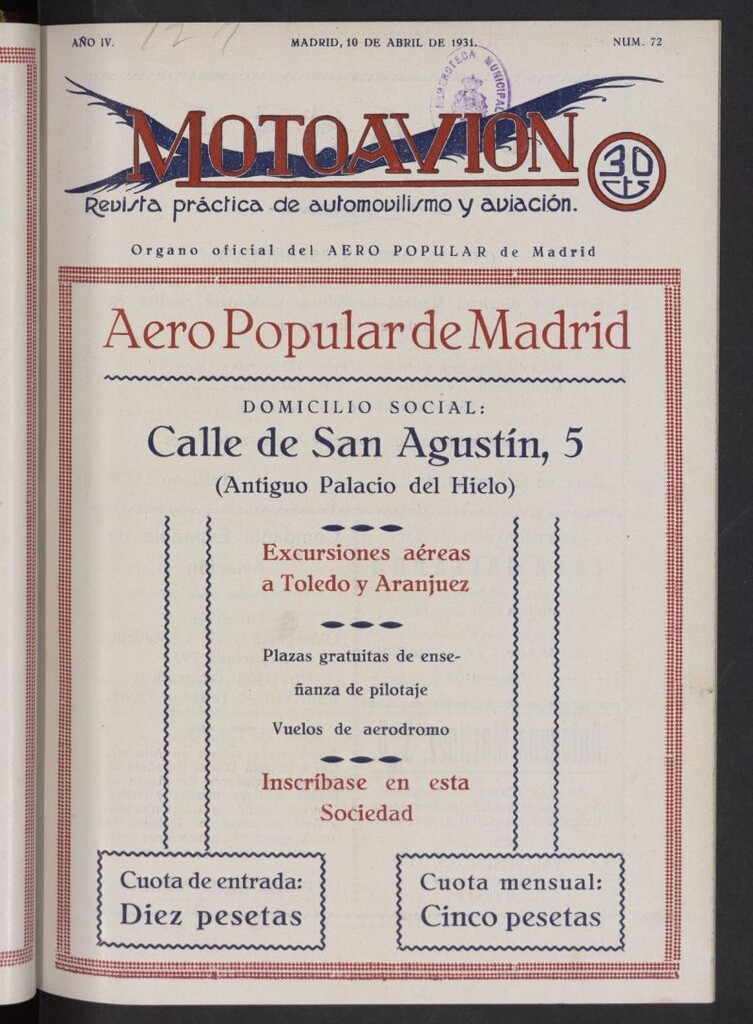 AÑO IV. MADRID, 10 DE ABRIL DE 1931. NUM. 72
HEMEROTECA MUNICIPAL
MOTOAVION
30 cts
Revista práctica de automovilismo y aviación.
Organo oficial del AERO POPULAR de Madrid
Aero Popular de Madrid
DOMICILIO SOCIAL:
Calle de San Agustín, 5
(Antiguo Palacio del Hielo)
Excursiones aéreas
a Toledo y Aranjuez
Plazas gratuitas de ense-
ñanza de pilotaje
Vuelos de aerodromo
Inscríbase en esta
Sociedad
Cuota de entrada:
Diez pesetas
Cuota mensual:
Cinco pesetas